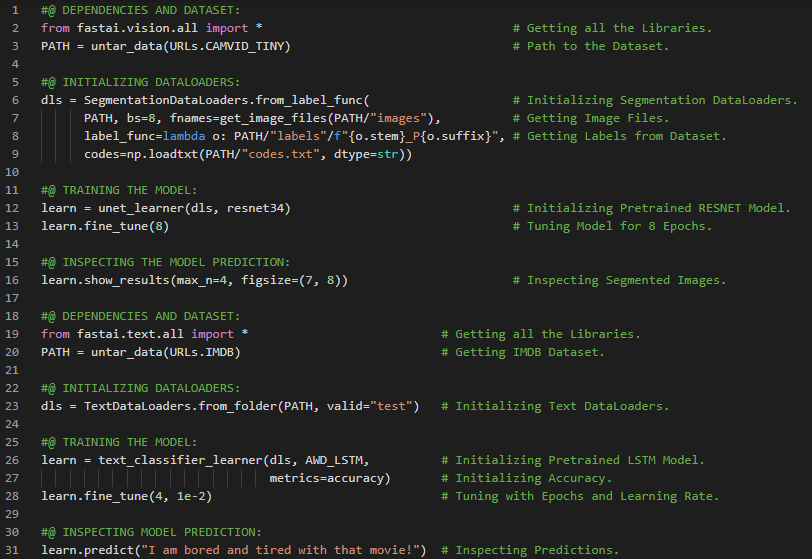 1 #@ DEPENDENCIES AND DATASET:
2 from fastai.vision.all import * # Getting all the Libraries.
3 PATH = untar_data(URLs.CAMVID_TINY) # Path to the Dataset.
4
5 #@ INITIALIZING DATALOADERS:
6 dls = SegmentationDataLoaders.from_label_func( # Initializing Segmentation DataLoaders.
7 PATH, bs=8, fnames=get_image_files(PATH/"images"), # Getting Image Files.
8 label_func=lambda o: PATH/"labels"/f"{o.stem}_P{o.suffix}", # Getting Labels from Dataset.
9 codes=np.loadtxt(PATH/"codes.txt", dtype=str))
10
11 #@ TRAINING THE MODEL:
12 learn = unet_learner(dls, resnet34) # Initializing Pretrained RESNET Model.
13 learn.fine_tune(8) # Tuning Model for 8 Epochs.
14
15 #@ INSPECTING THE MODEL PREDICTION:
16 learn.show_results(max_n=4, figsize=(7, 8)) # Inspecting Segmented Images.
17
18 #@ DEPENDENCIES AND DATASET:
19 from fastai.text.all import * # Getting all the Libraries.
20 PATH = untar_data(URLs.IMDB) # Getting IMDB Dataset.
21
22 #@ INITIALIZING DATALOADERS:
23 dls = TextDataLoaders.from_folder(PATH, valid="test") # Initializing Text DataLoaders.
24
25 #@ TRAINING THE MODEL:
26 learn = text_classifier_learner(dls, AWD_LSTM, # Initializing Pretrained LSTM Model.
27 metrics=accuracy) # Initializing Accuracy.
28 learn.fine_tune(4, 1e-2) # Tuning with Epochs and Learning Rate.
29
30 #@ INSPECTING MODEL PREDICTION:
31 learn.predict("I am bored and tired with that movie!") # Inspecting Predictions.